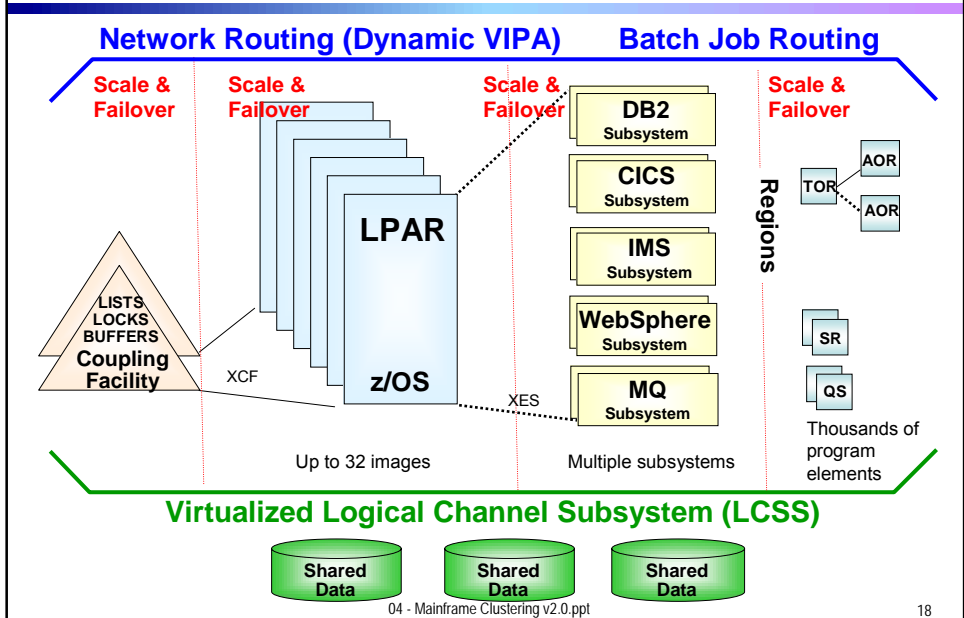 Network Routing (Dynamic VIPA)
Batch Job Routing
Scale &
Failover
Scale &
Failover
Scale &
Failover
Scale &
Failover
LISTS
LOCKS
BUFFERS
Coupling
Facility
XCF
LPAR
z/OS
XES
Up to 32 images
DB2
Subsystem
CICS
Subsystem
IMS
Subsystem
WebSphere
Subsystem
MQ
Subsystem
Multiple subsystems
Regions
TOR
AOR
AOR
SR
QS
Thousands of
program
elements
Virtualized Logical Channel Subsystem (LCSS)
Shared
Data
Shared
Data
Shared
Data
04 - Mainframe Clustering v2.0.ppt
18